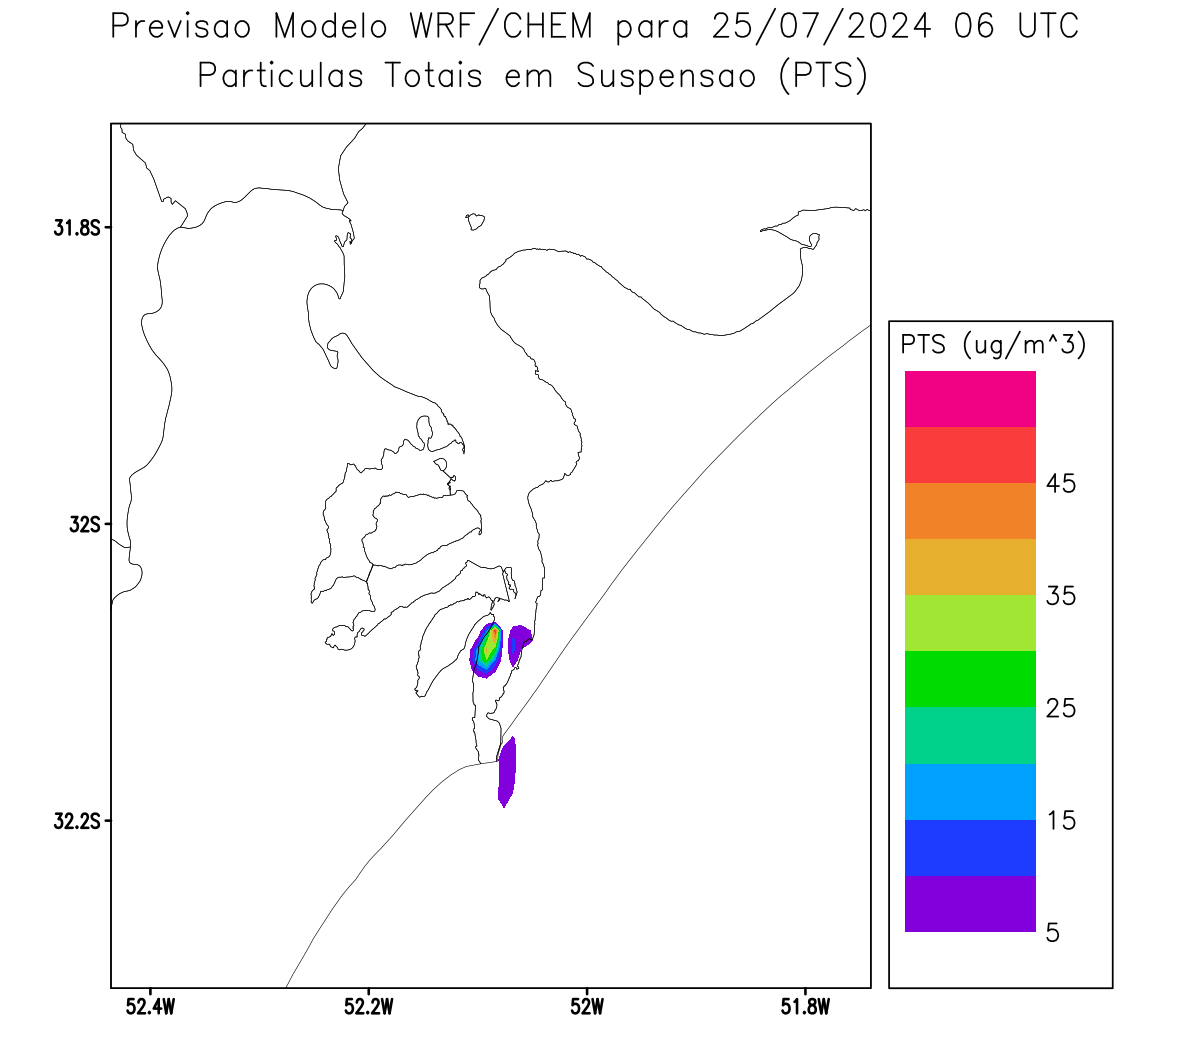 Previsao Modelo WRF/CHEM para 25/07/2024 06 UTC
Particulas Totais em Suspensao (PTS)
31.8S
32S
32.2S
52.4W
52.2W
52W
51.8W
PTS (ug/m^3)
45
35
25
15
5